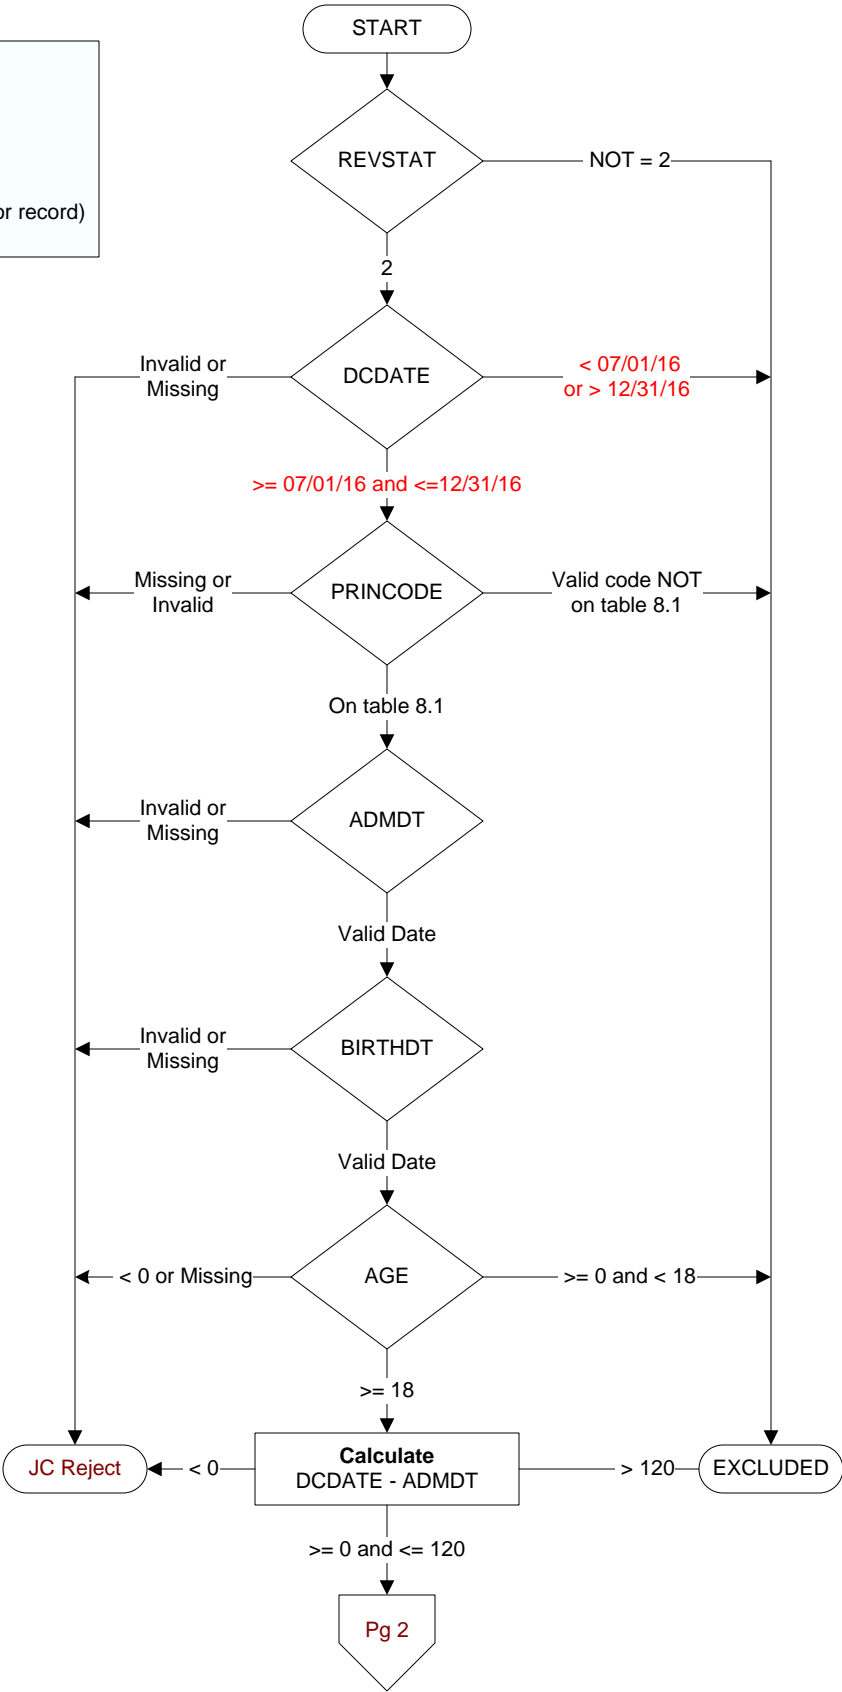 START
or record)
REVSTAT
NOT = 2
2
Invalid or
Missing
DCDATE
< 07/01/16
or > 12/31/16
>= 07/01/16 and <=12/31/16
Missing or
Invalid
PRINCODE
Valid code NOT
on table 8.1
On table 8.1
Invalid or
Missing
ADMDT
Valid Date
Invalid or
Missing
BIRTHDT
Valid Date
< 0 or Missing
AGE
>= 0 and < 18
>= 18
JC Reject
< 0
Calculate
DCDATE - ADMDT
> 120
EXCLUDED
>= 0 and <= 120
Pg 2